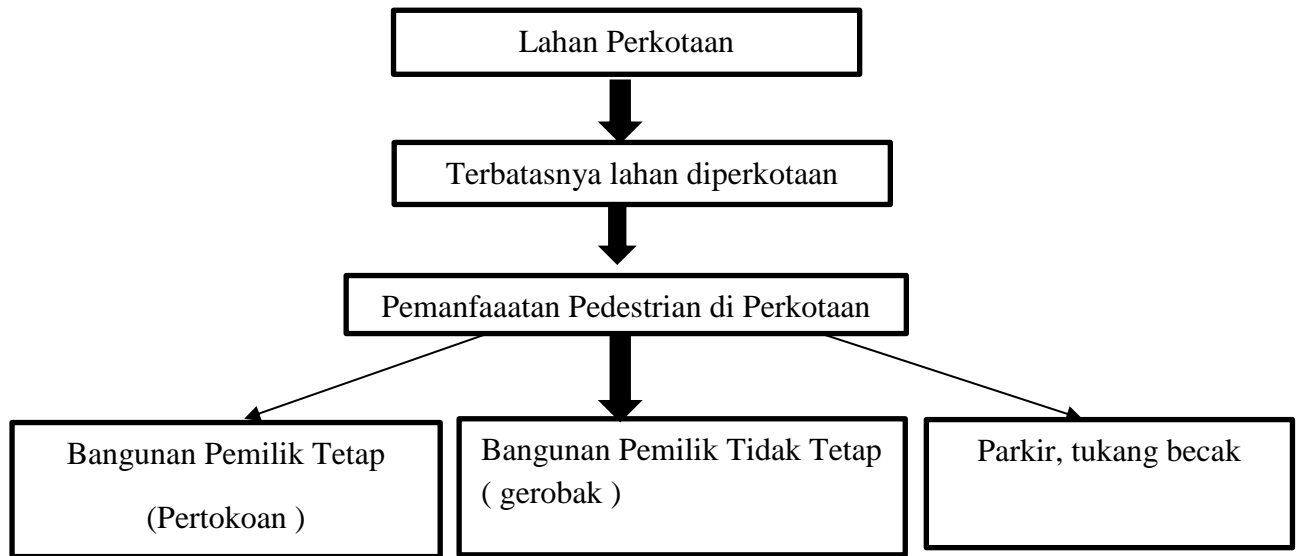 Lahan Perkotaan
Terbatasnya lahan diperkotaan
Pemanfaaatan Pedestrian di Perkotaan
Bangunan Pemilik Tetap
(Pertokoan )
Bangunan Pemilik Tidak Tetap
( gerobak )
Parkir, tukang becak